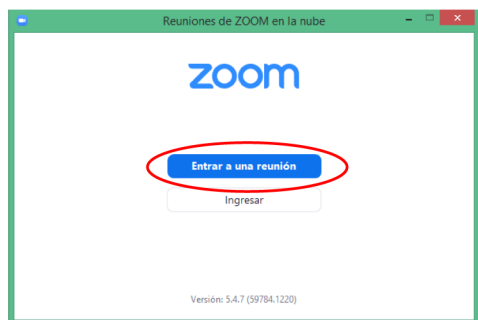 Reuniones de ZOOM en la nube
zoom
Entrar a una reunión
Ingresar
Versión: 5.4.7 (59784.1220)